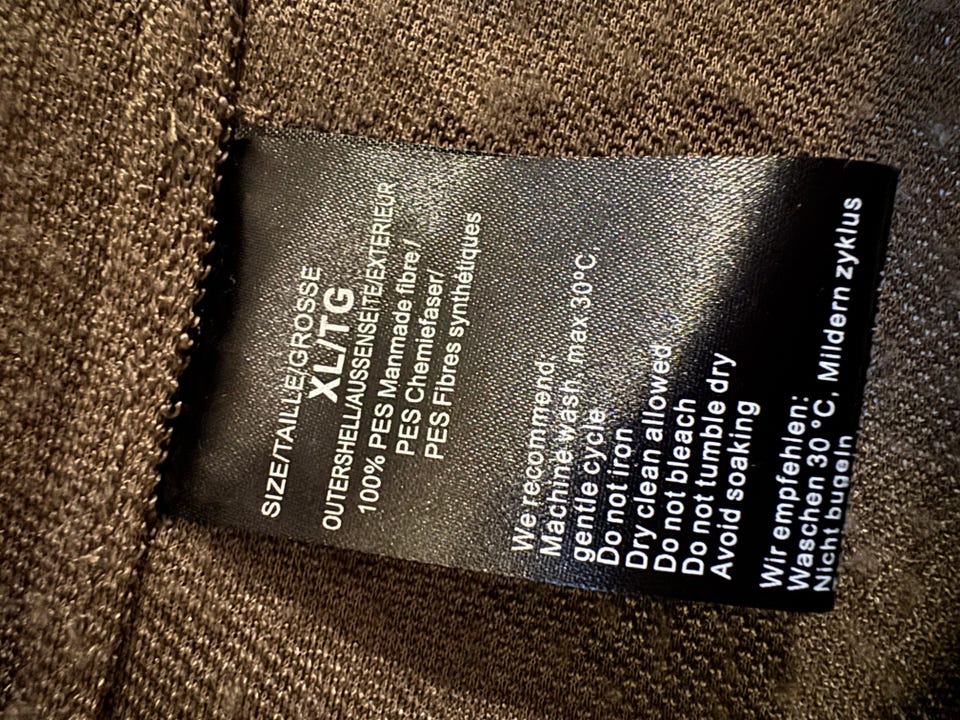 SIZE/TAILLE/GROSSE
XL/TG
OUTERSHELL/AUSSENSEITE/EXTERIEUR
100% PES Manmade fibre/
PES Chemiefaser/
PES Fibres synthétiques
We recommend
Machine wash, max 30°C
gentle cycle
Do not iron
Dry clean allowed
Do not bleach
Do not tumble dry
Avoid soaking
Wir empfehlen:
Waschen 30 °C, Mildern zyklus
Nicht bugeln